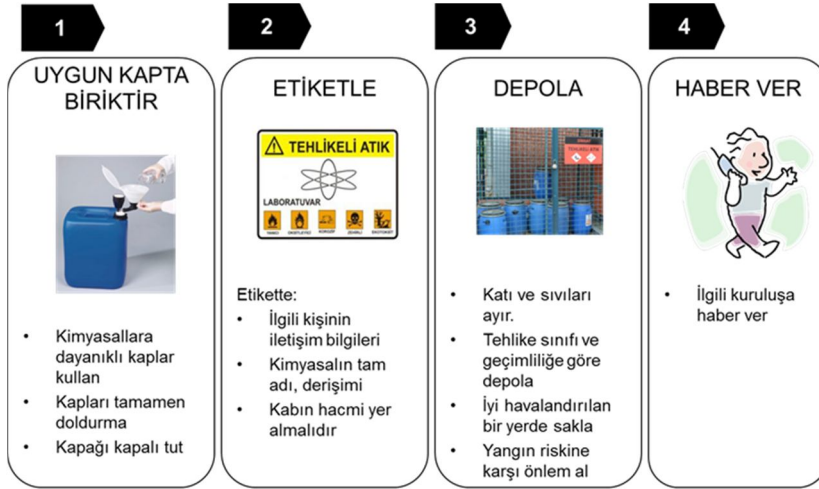 1
UYGUN KAPTA
BİRİKTİR
• Kimyasallara
dayanıklı kaplar
kullan
• Kapları tamamen
doldurma
• Kapağı kapalı tut
2
ETİKETLE
TEHLİKELİ ATIK
LABORATUVAR
Etikette:
• İlgili kişinin
iletişim bilgileri
• Kimyasalın tam
adı, derişimi
• Kabın hacmi yer
almalıdır
3
DEPOLA
TEHLİKELİ ATIK
• Katı ve sıvıları
ayır.
• Tehlike sınıfı ve
geçimliliğe göre
depola
• İyi havalandırılan
bir yerde sakla
• Yangın riskine
karşı önlem al
4
HABER VER
• İlgili kuruluşa
haber ver